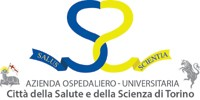 SALUS SCIENTIA
AZIENDA OSPEDALIERO - UNIVERSITARIA
Città della Salute e della Scienza di Torino